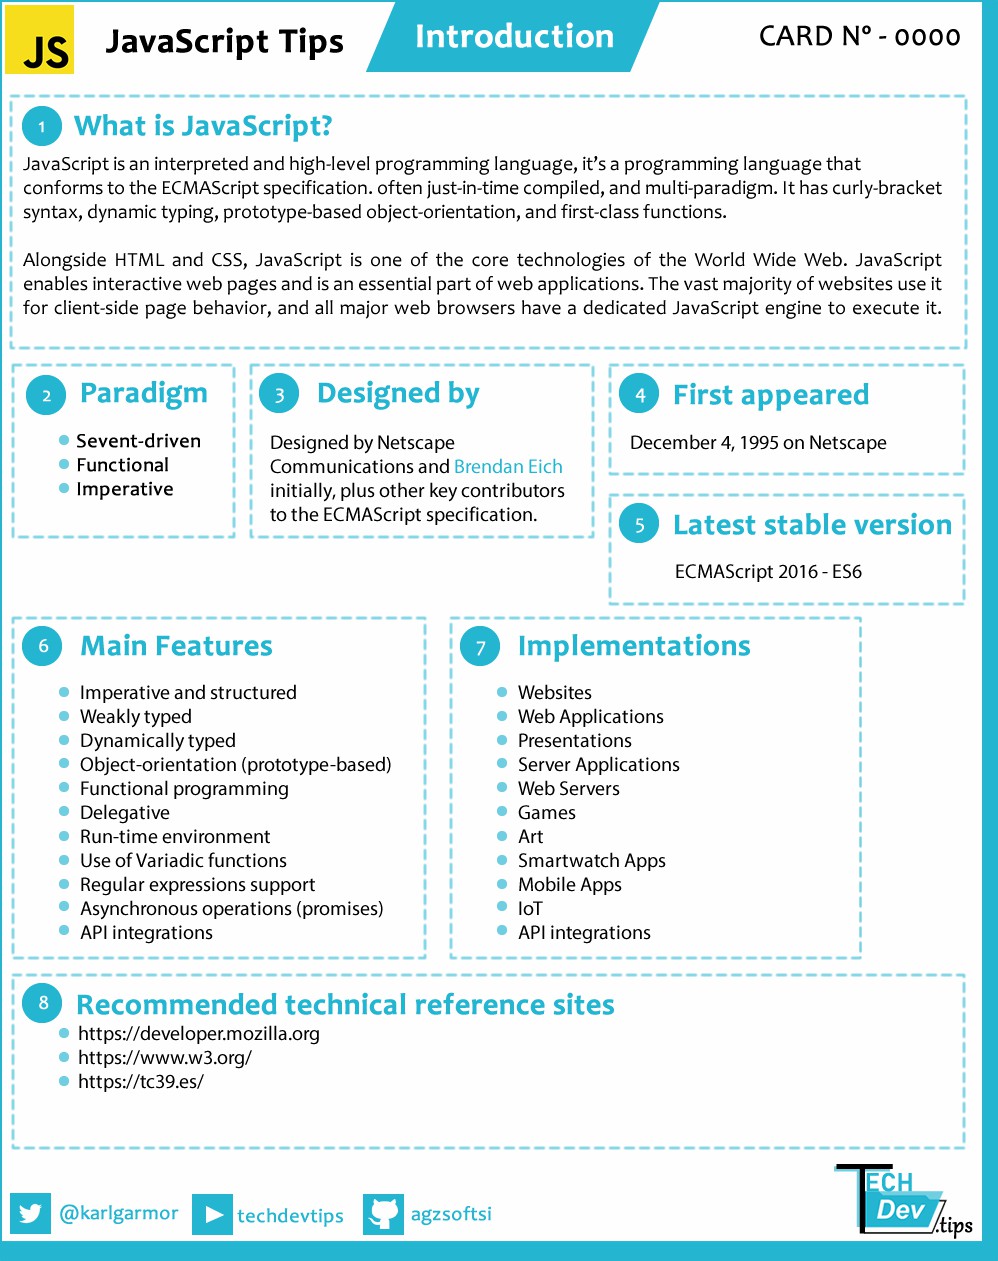 JS
JavaScript Tips
Introduction
CARD Nº - 0000
1 What is JavaScript?
JavaScript is an interpreted and high-level programming language, it's a programming language that
conforms to the ECMAScript specification. often just-in-time compiled, and multi-paradigm. It has curly-bracket
syntax, dynamic typing, prototype-based object-orientation, and first-class functions.
Alongside HTML and CSS, JavaScript is one of the core technologies of the World Wide Web. JavaScript
enables interactive web pages and is an essential part of web applications. The vast majority of websites use it
for client-side page behavior, and all major web browsers have a dedicated JavaScript engine to execute it.
2 Paradigm
Sevent-driven
Functional
Imperative
3 Designed by
Designed by Netscape
Communications and Brendan Eich
initially, plus other key contributors
to the ECMAScript specification.
4 First appeared
December 4, 1995 on Netscape
5 Latest stable version
ECMAScript 2016 - ES6
6 Main Features
Imperative and structured
Weakly typed
Dynamically typed
Object-orientation (prototype-based)
Functional programming
Delegative
Run-time environment
Use of Variadic functions
Regular expressions support
Asynchronous operations (promises)
API integrations
7 Implementations
Websites
Web Applications
Presentations
Server Applications
Web Servers
Games
Art
Smartwatch Apps
Mobile Apps
IoT
API integrations
8 Recommended technical reference sites
https://developer.mozilla.org
https://www.w3.org/
https://tc39.es/
@karlgarmor
techdevtips
agzsoftsi
TECH
Dev
.tips